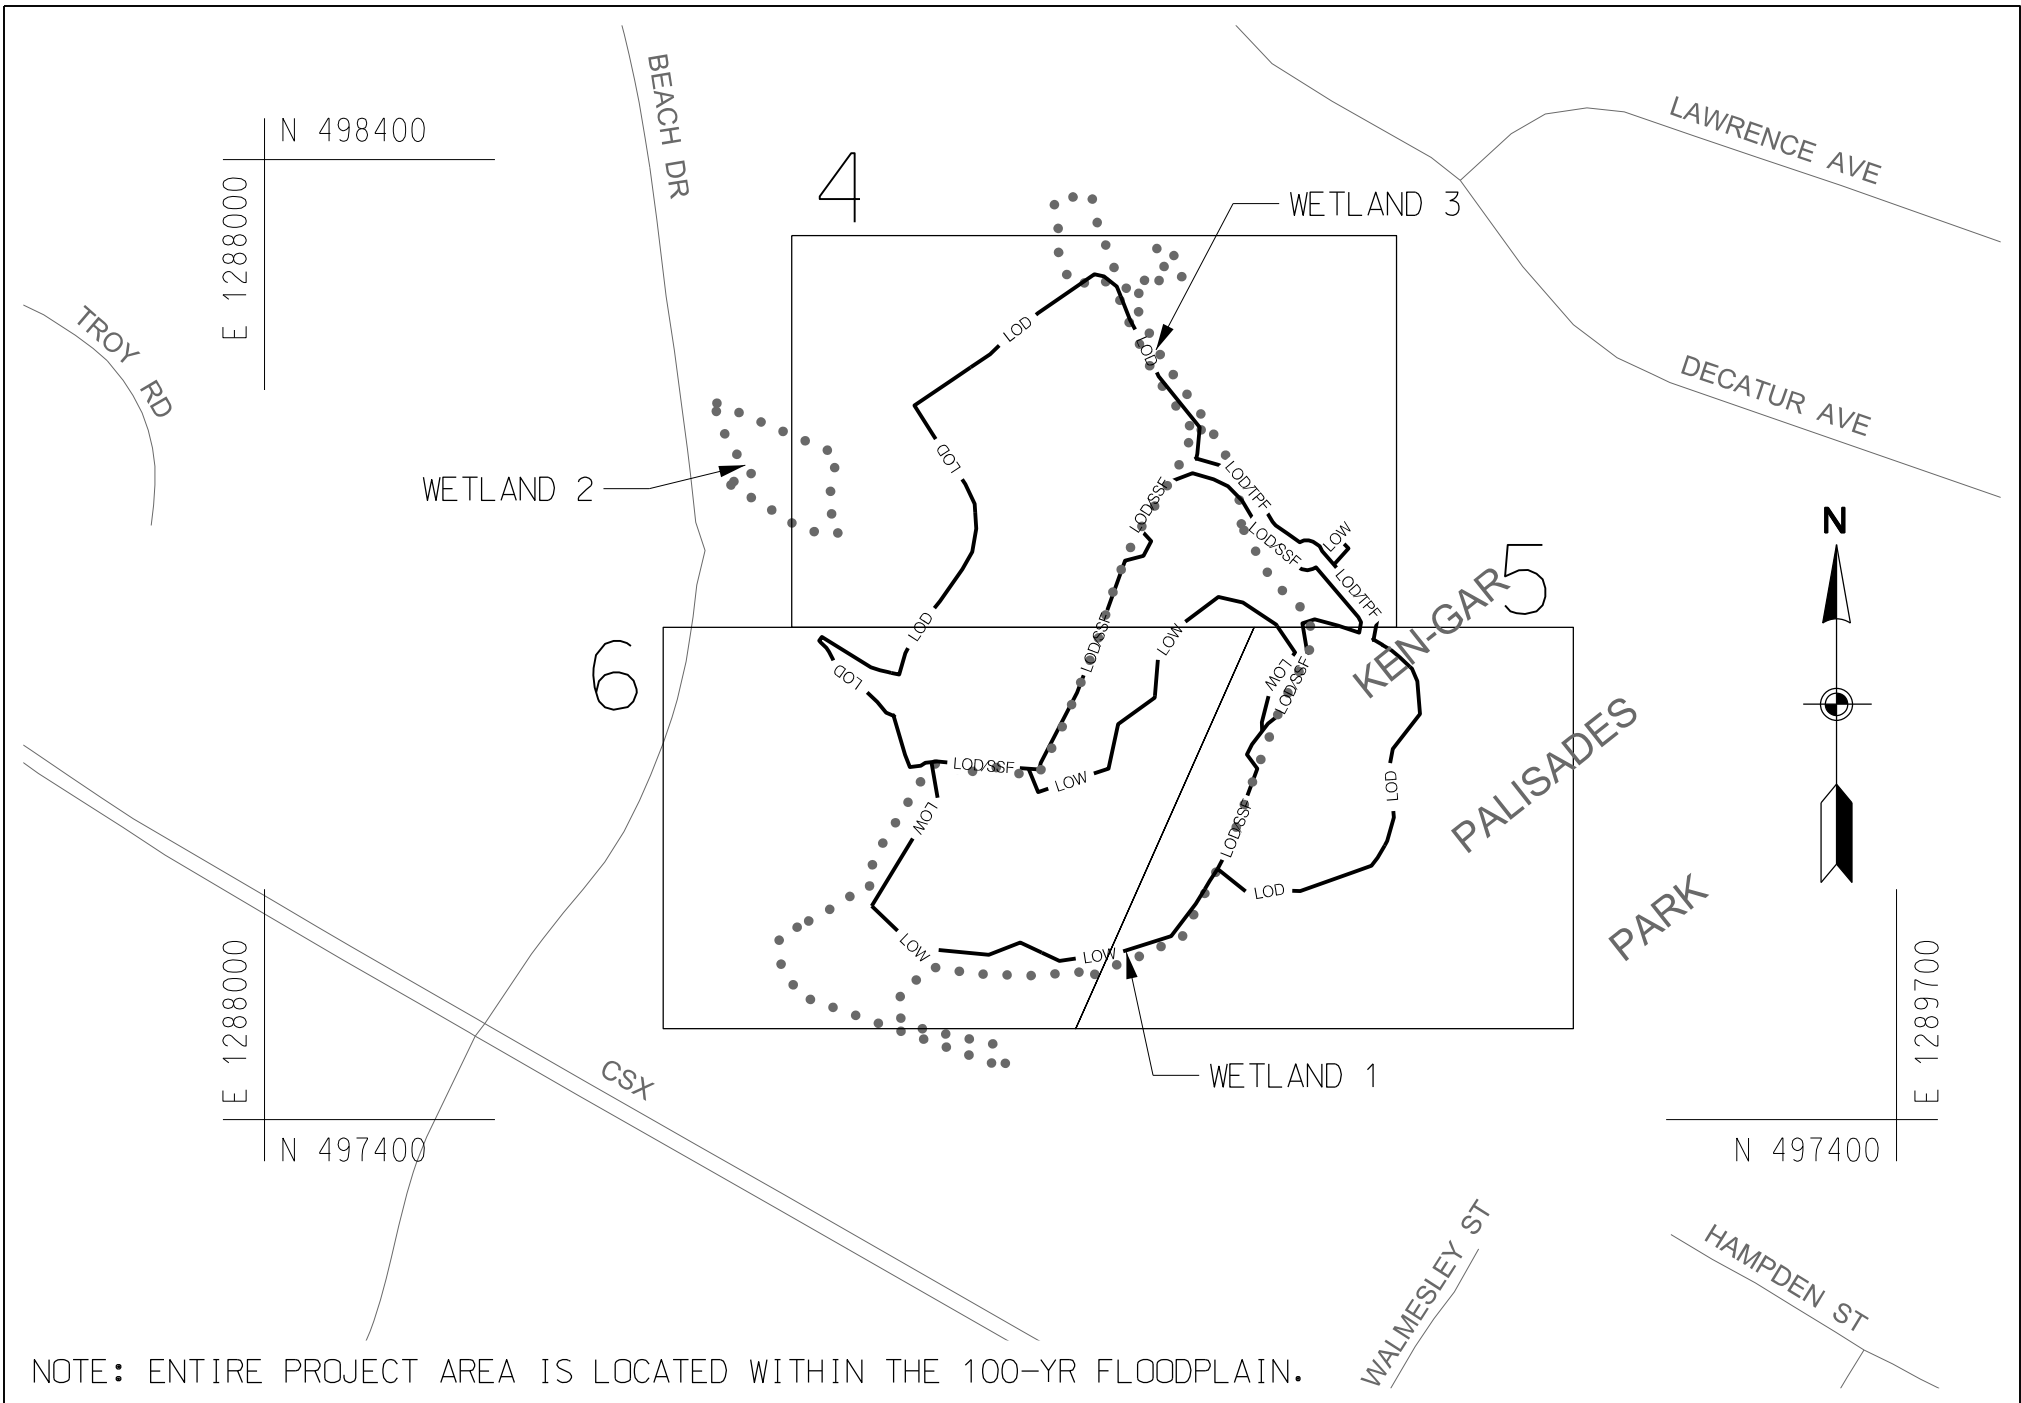 BEACH DR
LAWRENCE AVE
N 498400
E 1288000
4
WETLAND 3
TROY RD
LOD
LOD
DECATUR AVE
LOD
WETLAND 2
LOD/SSF
LOD/TPF
N
LOW
LOD/SSF
5
LOD/TPF
KEN-GAR
LOD
LOD/SSF
LOW
6
LOD
LOW
LOD/SSF
PALISADES
LOD/SSF
LOW
LOD
LOW
LOD/SSF
LOD
PARK
LOW
LOW
E 1288000
E 1289700
CSX
WETLAND 1
N 497400
N 497400
WALMESLEY ST
HAMPDEN ST
NOTE: ENTIRE PROJECT AREA IS LOCATED WITHIN THE 100-YR FLOODPLAIN.